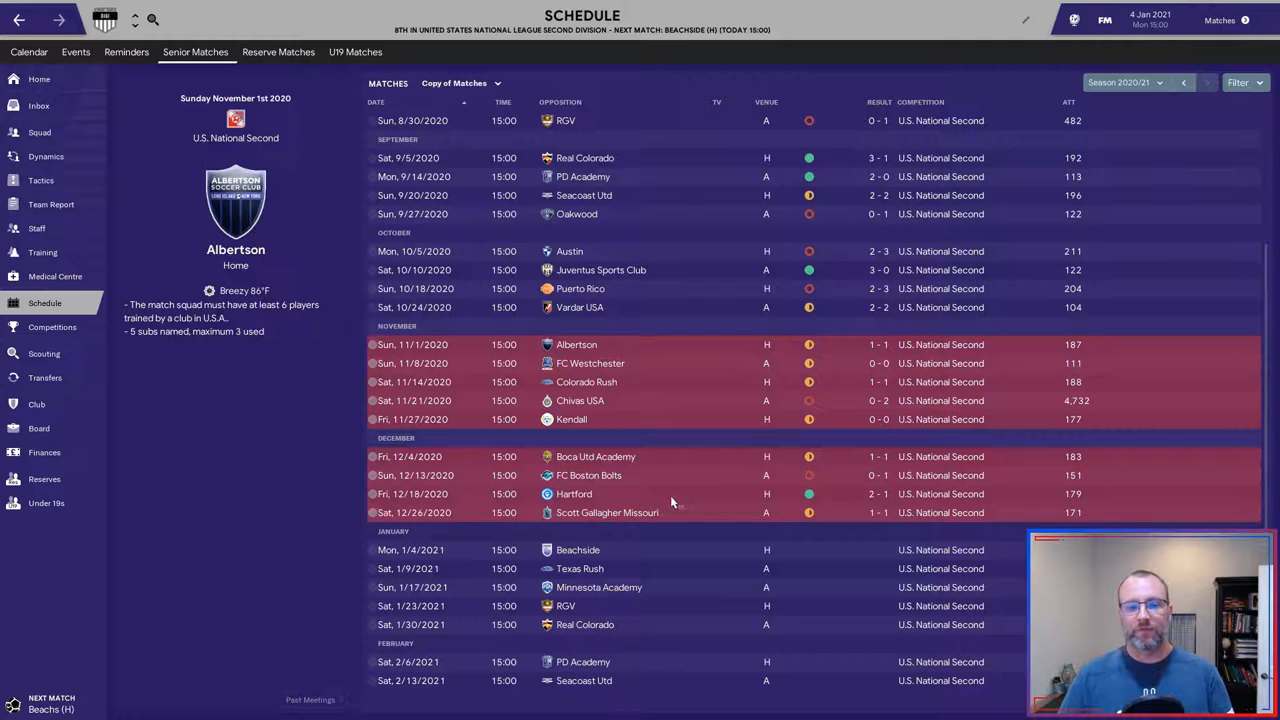 DIGI
SCHEDULE
8TH IN UNITED STATES NATIONAL LEAGUE SECOND DIVISION - NEXT MATCH: BEACHSIDE (H) (TODAY 15:00)
FM
4 Jan 2021
Mon 15:00
Matches
Calendar Events Reminders Senior Matches Reserve Matches U19 Matches
Home
Inbox
Squad
Dynamics
Tactics
Team Report
Staff
Training
Medical Centre
Schedule
Competitions
Scouting
Transfers
Club
Board
Finances
Reserves
Under 19s
NEXT MATCH
Beachs (H)
Sunday November 1st 2020
U.S. National Second
ALBERTSON
SOCCER CLUB
LONG ISLAND NEW YORK
Albertson
Home
Breezy 86°F
- The match squad must have at least 6 players
trained by a club in U.S.A..
- 5 subs named, maximum 3 used
Past Meetings
MATCHES Copy of Matches Season 2020/21 Filter
DATE TIME OPPOSITION TV VENUE RESULT COMPETITION ATT
Sun, 8/30/2020 15:00 RGV A 0 - 1 U.S. National Second 482
SEPTEMBER
Sat, 9/5/2020 15:00 Real Colorado H 3 - 1 U.S. National Second 192
Mon, 9/14/2020 15:00 PD Academy A 2 - 0 U.S. National Second 113
Sun, 9/20/2020 15:00 Seacoast Utd H 2 - 2 U.S. National Second 196
Sun, 9/27/2020 15:00 Oakwood A 0 - 1 U.S. National Second 122
OCTOBER
Mon, 10/5/2020 15:00 Austin H 2 - 3 U.S. National Second 211
Sat, 10/10/2020 15:00 Juventus Sports Club A 3 - 0 U.S. National Second 122
Sun, 10/18/2020 15:00 Puerto Rico H 2 - 3 U.S. National Second 204
Sat, 10/24/2020 15:00 Vardar USA A 2 - 2 U.S. National Second 104
NOVEMBER
Sun, 11/1/2020 15:00 Albertson H 1 - 1 U.S. National Second 187
Sun, 11/8/2020 15:00 FC Westchester A 0 - 0 U.S. National Second 111
Sat, 11/14/2020 15:00 Colorado Rush H 1 - 1 U.S. National Second 188
Sat, 11/21/2020 15:00 Chivas USA A 0 - 2 U.S. National Second 4,732
Fri, 11/27/2020 15:00 Kendall H 0 - 0 U.S. National Second 177
DECEMBER
Fri, 12/4/2020 15:00 Boca Utd Academy H 1 - 1 U.S. National Second 183
Sun, 12/13/2020 15:00 FC Boston Bolts A 0 - 1 U.S. National Second 151
Fri, 12/18/2020 15:00 Hartford H 2 - 1 U.S. National Second 179
Sat, 12/26/2020 15:00 Scott Gallagher Missouri A 1 - 1 U.S. National Second 171
JANUARY
Mon, 1/4/2021 15:00 Beachside H U.S. National Second
Sat, 1/9/2021 15:00 Texas Rush A U.S. National Second
Sun, 1/17/2021 15:00 Minnesota Academy A U.S. National Second
Sat, 1/23/2021 15:00 RGV H U.S. National Second
Sat, 1/30/2021 15:00 Real Colorado A U.S. National Second
FEBRUARY
Sat, 2/6/2021 15:00 PD Academy H U.S. National Second
Sat, 2/13/2021 15:00 Seacoast Utd A U.S. National Second